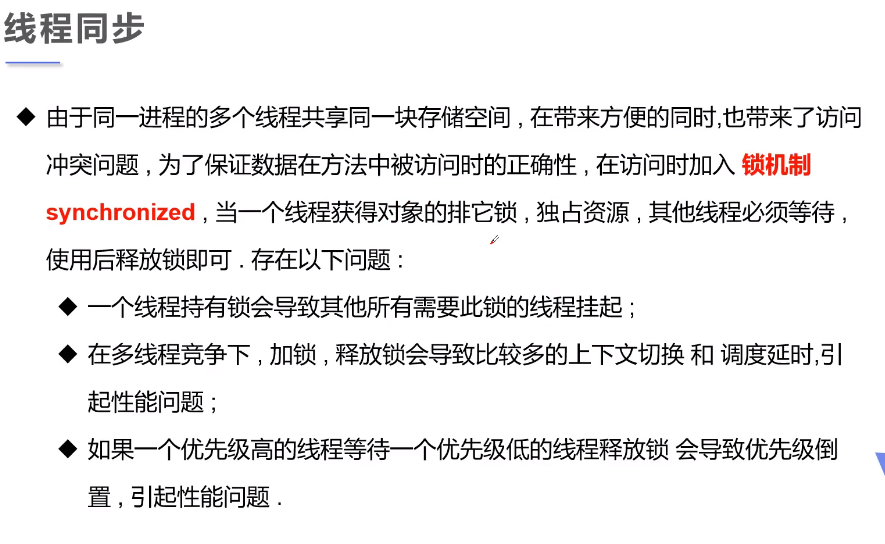 线程同步
◆ 由于同一进程的多个线程共享同一块存储空间 , 在带来方便的同时,也带来了访问
冲突问题 , 为了保证数据在方法中被访问时的正确性 , 在访问时加入 锁机制
synchronized , 当一个线程获得对象的排它锁 , 独占资源 , 其他线程必须等待 ,
使用后释放锁即可 . 存在以下问题 :
◆ 一个线程持有锁会导致其他所有需要此锁的线程挂起 ;
◆ 在多线程竞争下 , 加锁 , 释放锁会导致比较多的上下文切换 和 调度延时,引
起性能问题 ;
◆ 如果一个优先级高的线程等待一个优先级低的线程释放锁 会导致优先级倒
置 , 引起性能问题 .